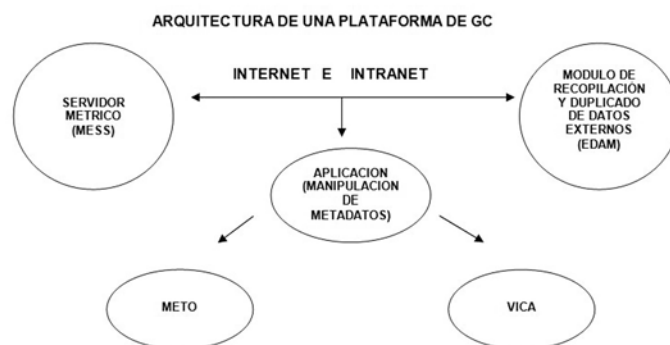 ARQUITECTURA DE UNA PLATAFORMA DE GC
INTERNET E INTRANET
SERVIDOR
METRICO
(MESS)
MODULO DE
RECOPILACIÓN
Y DUPLICADO
DE DATOS
EXTERNOS
(EDAM)
APLICACION
(MANIPULACION
DE
METADATOS)
METO
VICA